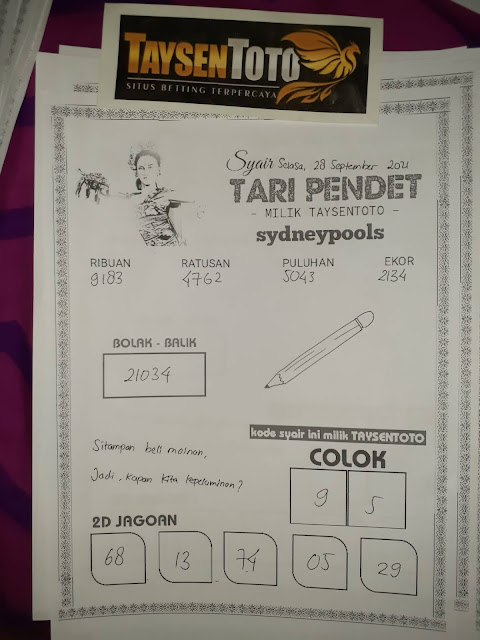 TAYSENTOTO
SITUS BETTING TERPERCAYA
Syair Selasa, 28 September 2021
TARI PENDET
- MILIK TAYSENTOTO -
sydneypools
RIBUAN RATUSAN PULUHAN EKOR
9183 4762 5043 2134
BOLAK - BALIK
21034
kode syair ini milik TAYSENTOTO
COLOK
9 5
Sitampan beli
Jadi, kapan kita kepelaminan?
2D JAGOAN
68 13 74 05 29